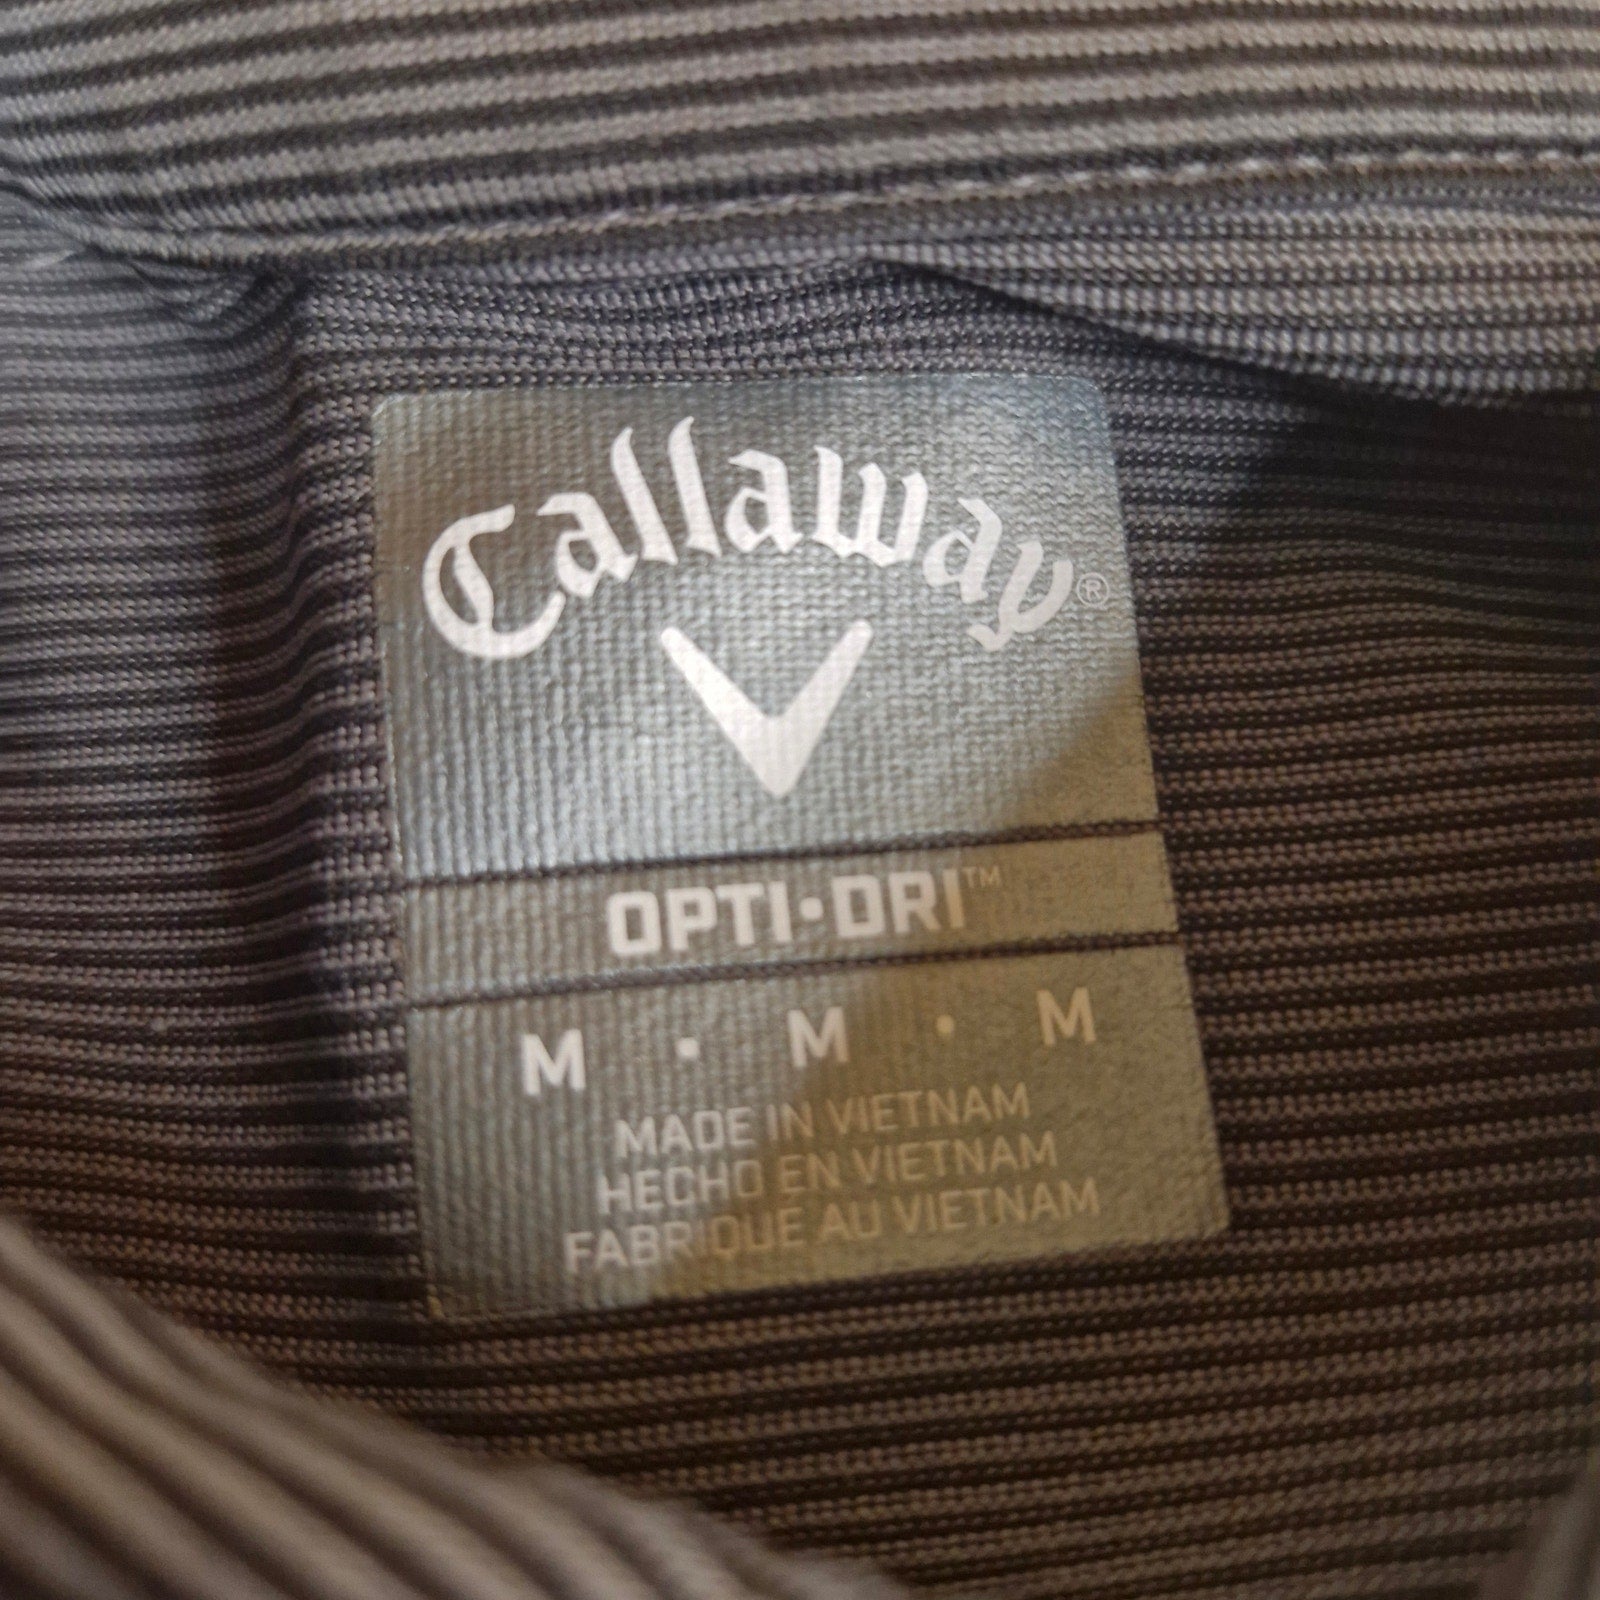 Callaway®
OPTI•DRI™
M • M • M
MADE IN VIETNAM
HECHO EN VIETNAM
FABRIQUE AU VIETNAM